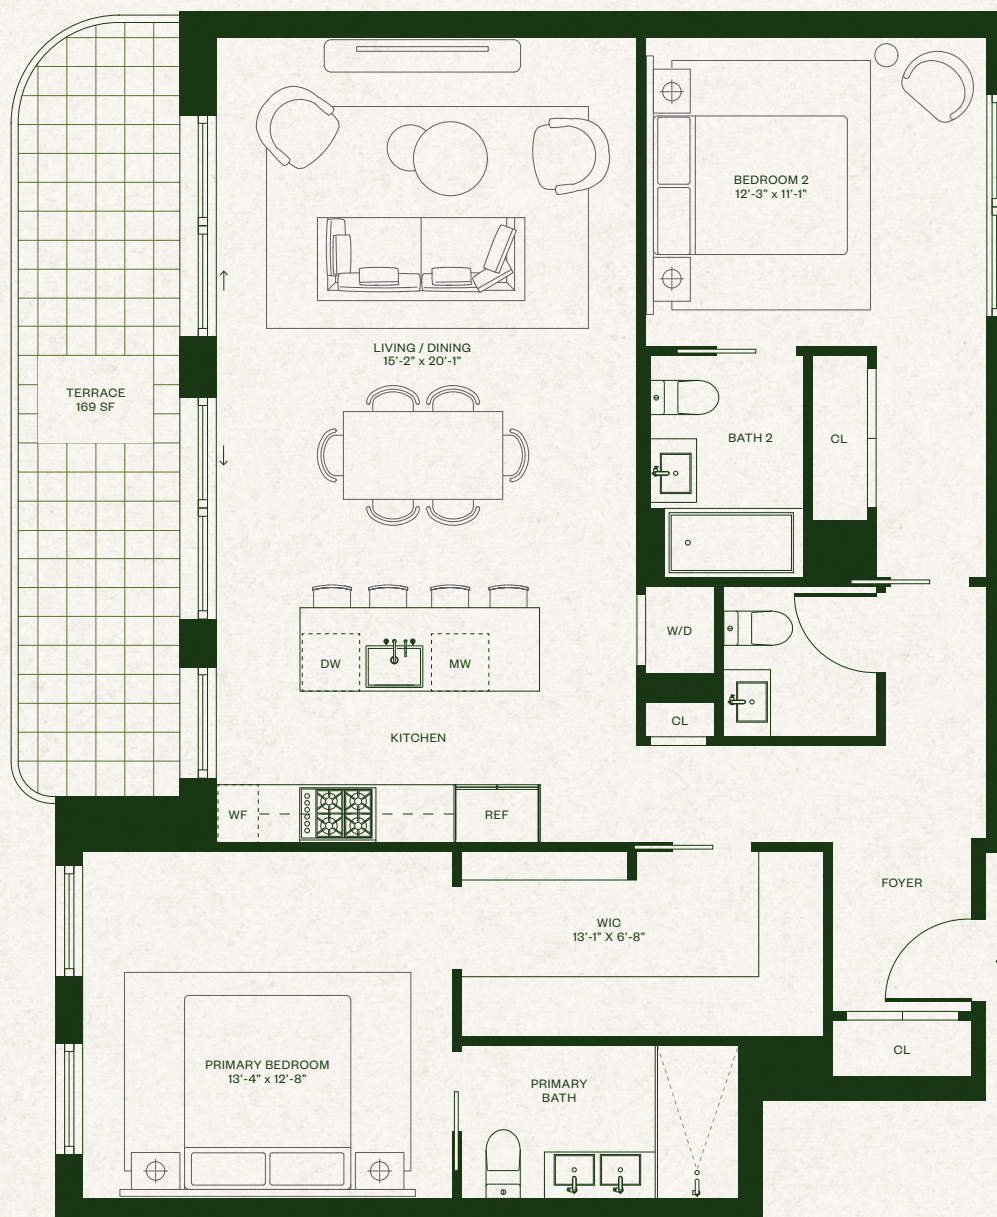 BEDROOM 2
12'-3" x 11'-1"
LIVING / DINING
15'-2" x 20'-1"
TERRACE
169 SF
BATH 2
CL
W/D
DW
MW
CL
KITCHEN
WF
REF
FOYER
WIC
13'-1" X 6'-8"
CL
PRIMARY BEDROOM
13'-4" x 12'-8"
PRIMARY
BATH